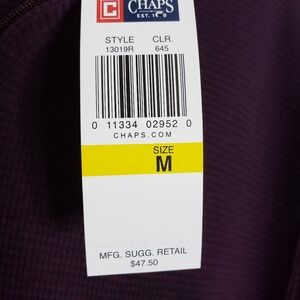 C CHAPS
EST. 19
STYLE CLR.
13019R 645
0 11334 02952 0
CHAPS.COM
SIZE
M
MFG. SUGG. RETAIL
$47.50